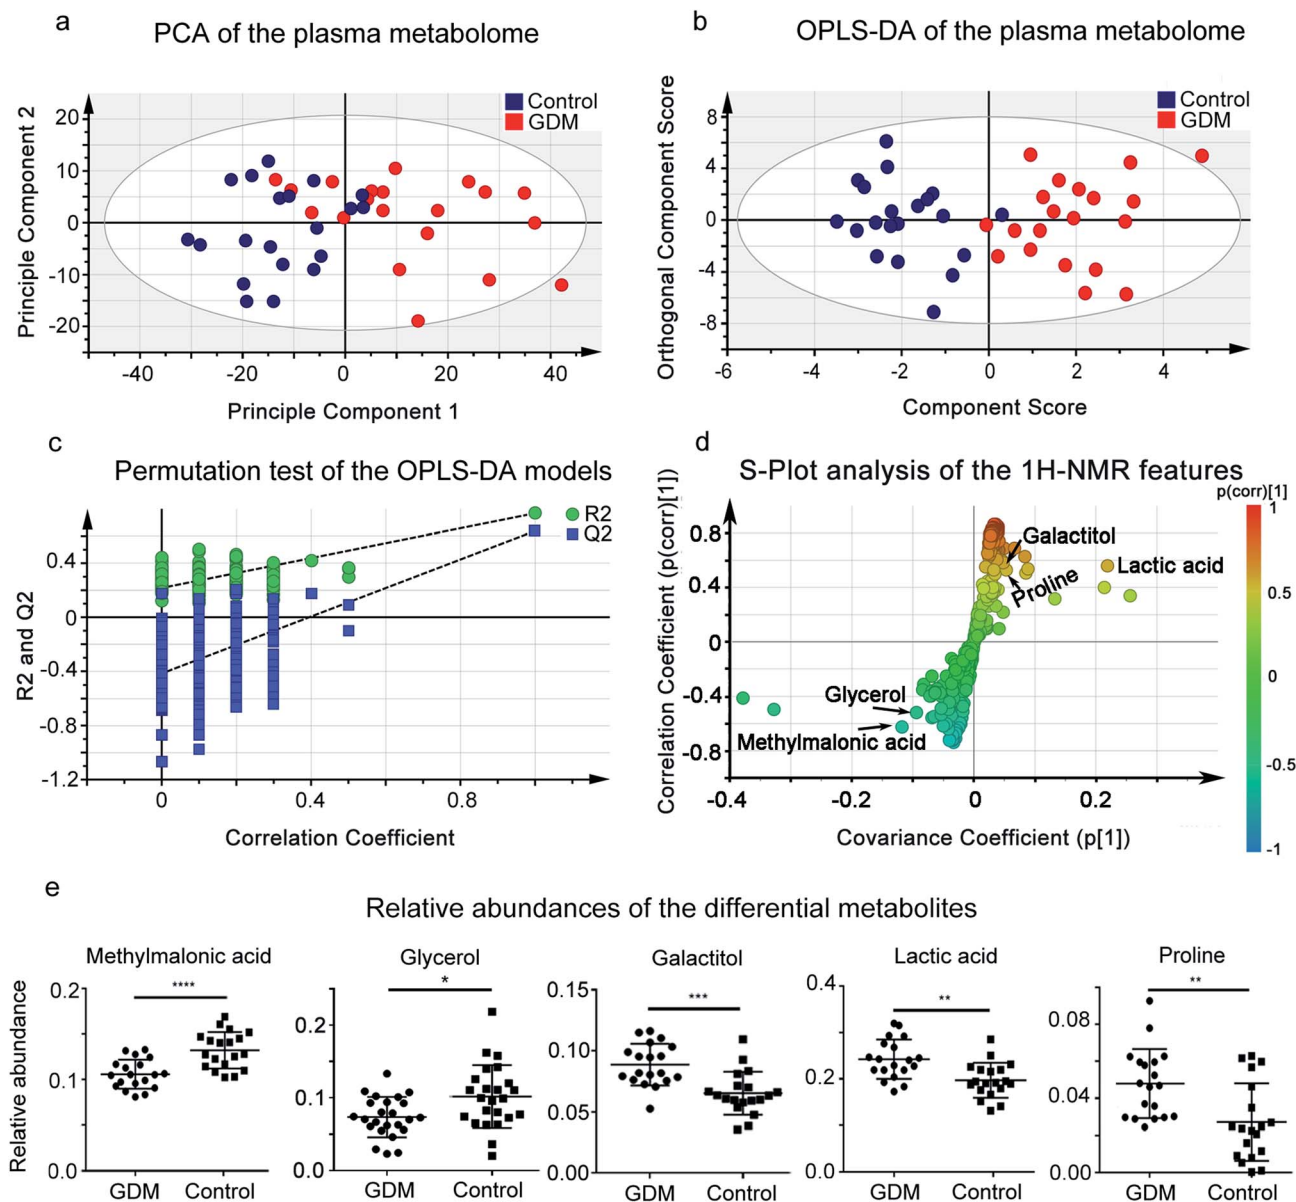 a
PCA of the plasma metabolome
Control
GDM
Principle Component 2
20
10
0
-10
-20
-40
-20
0
20
40
Principle Component 1
b
OPLS-DA of the plasma metabolome
Control
GDM
Orthogonal Component Score
8
4
0
-4
-8
-6
-4
-2
0
2
4
Component Score
c
Permutation test of the OPLS-DA models
R2
Q2
R2 and Q2
0.4
0
-0.4
-0.8
-1.2
0
0.4
0.8
Correlation Coefficient
d
S-Plot analysis of the 1H-NMR features
p(corr)[1]
Correlation Coefficient (p(corr)[1])
0.8
0.4
0
-0.4
-0.8
Galactitol
Lactic acid
Proline
Glycerol
Methylmalonic acid
1
0.5
0
-0.5
-1
-0.4
-0.2
0
0.2
Covariance Coefficient (p[1])
e
Relative abundances of the differential metabolites
Relative abundance
Methylmalonic acid
****
0.2
0.1
0.0
GDM
Control
Glycerol
*
0.2
0.1
0.0
GDM
Control
Galactitol
***
0.15
0.10
0.05
0.00
GDM
Control
Lactic acid
**
0.4
0.2
0.0
GDM
Control
Proline
**
0.08
0.04
0.00
GDM
Control